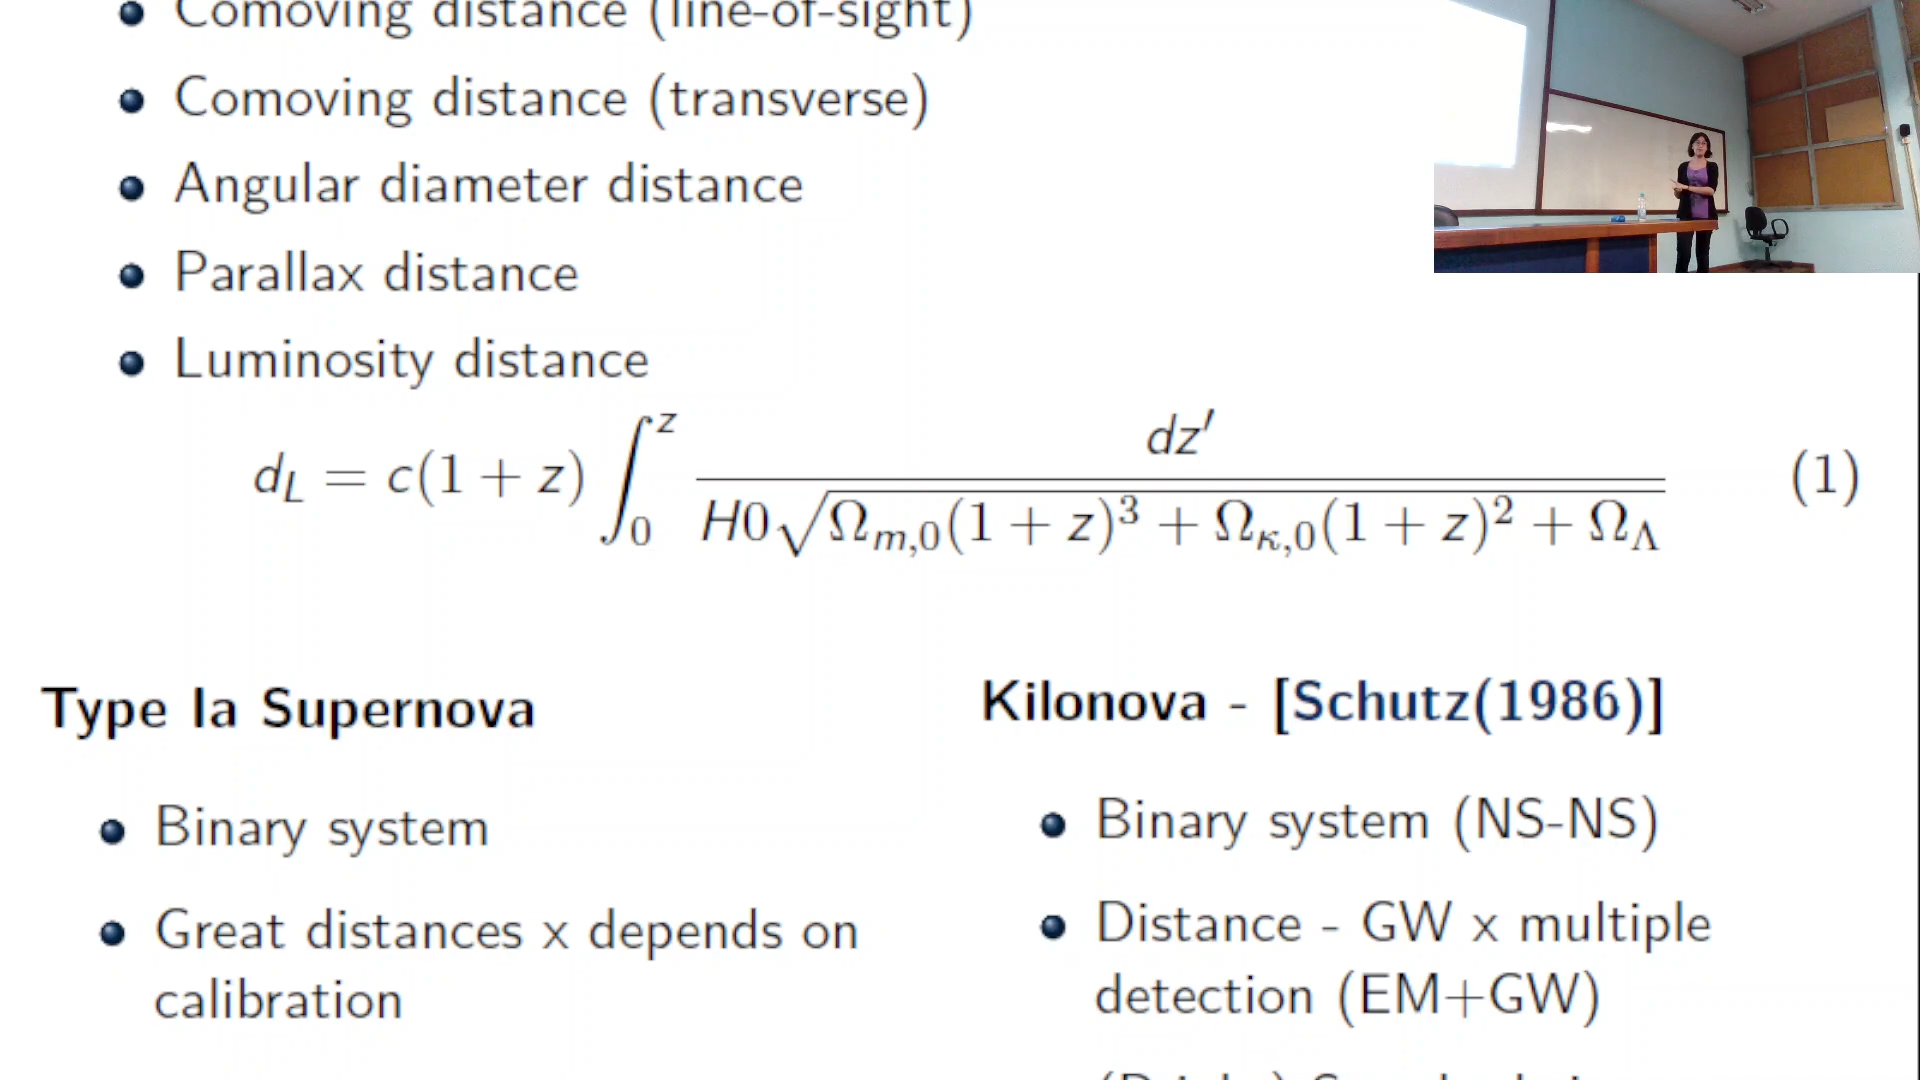 Comoving distance (line-of-sight)
Comoving distance (transverse)
Angular diameter distance
Parallax distance
Luminosity distance
d_L = c(1 + z) ∫_0^z dz′ / (H0√(Ω_{m,0}(1 + z)^3 + Ω_{κ,0}(1 + z)^2 + Ω_Λ)) (1)
Type Ia Supernova
Binary system
Great distances x depends on
calibration
Kilonova - [Schutz(1986)]
Binary system (NS-NS)
Distance - GW x multiple
detection (EM+GW)